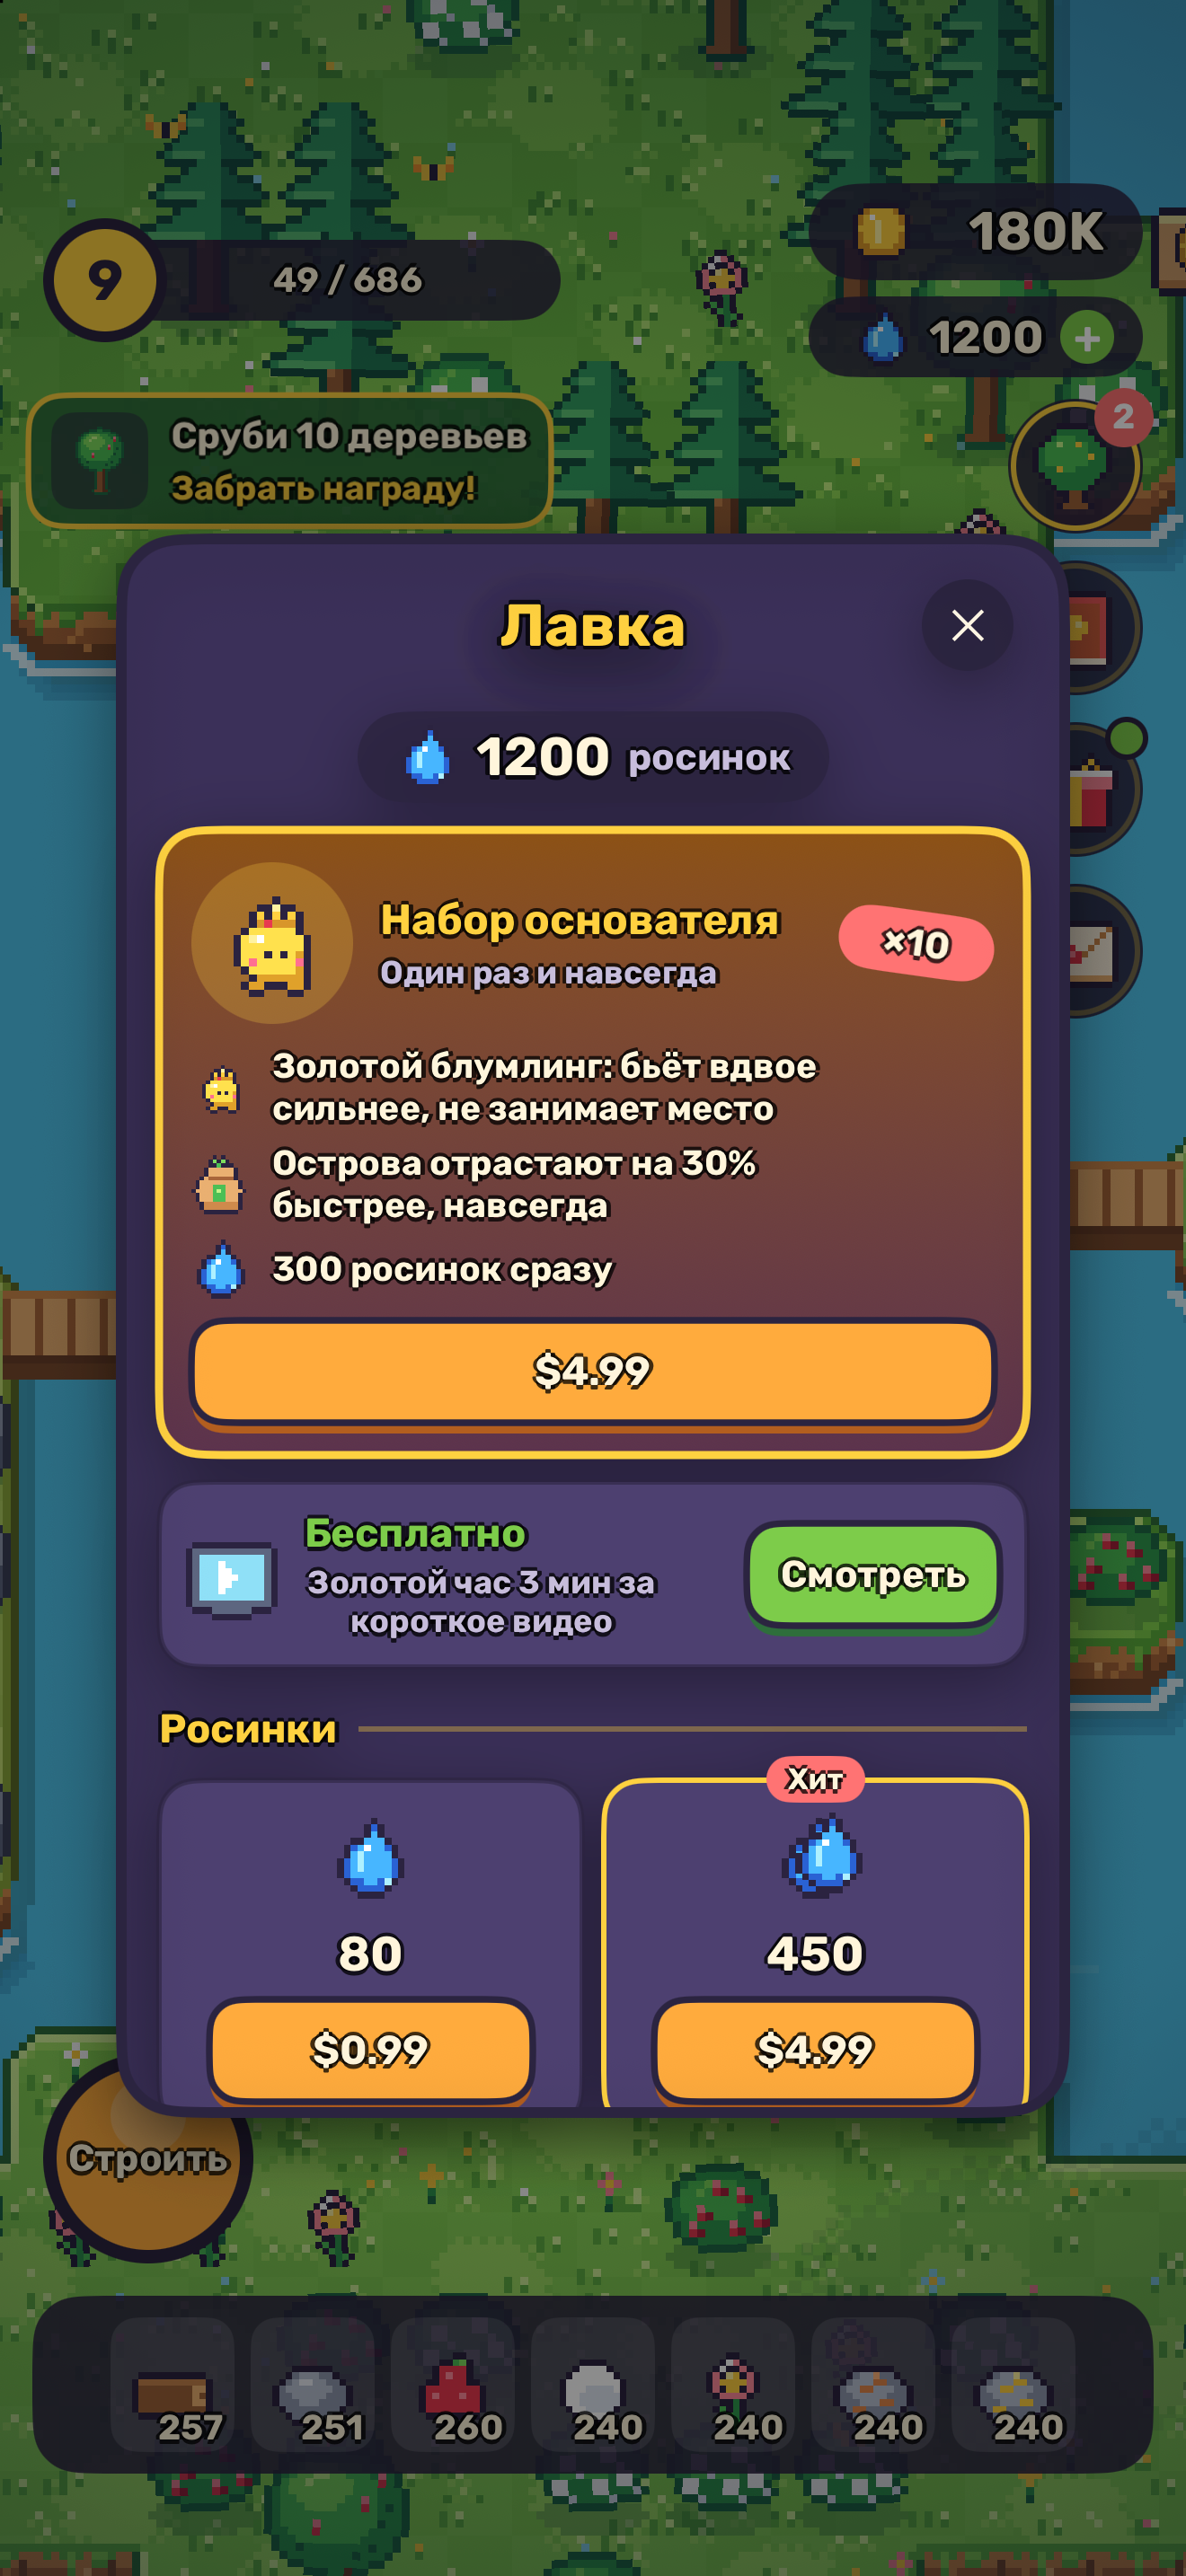 9
49 / 686
180K
1200
+
2
Сруби 10 деревьев
Забрать награду!
Лавка
1200 росинок
Набор основателя
Один раз и навсегда
×10
Золотой блумлинг: бьёт вдвое
сильнее, не занимает место
Острова отрастают на 30%
быстрее, навсегда
300 росинок сразу
$4.99
Бесплатно
Золотой час 3 мин за
короткое видео
Смотреть
Росинки
Хит
80
450
$0.99
$4.99
Строить
257
251
260
240
240
240
240